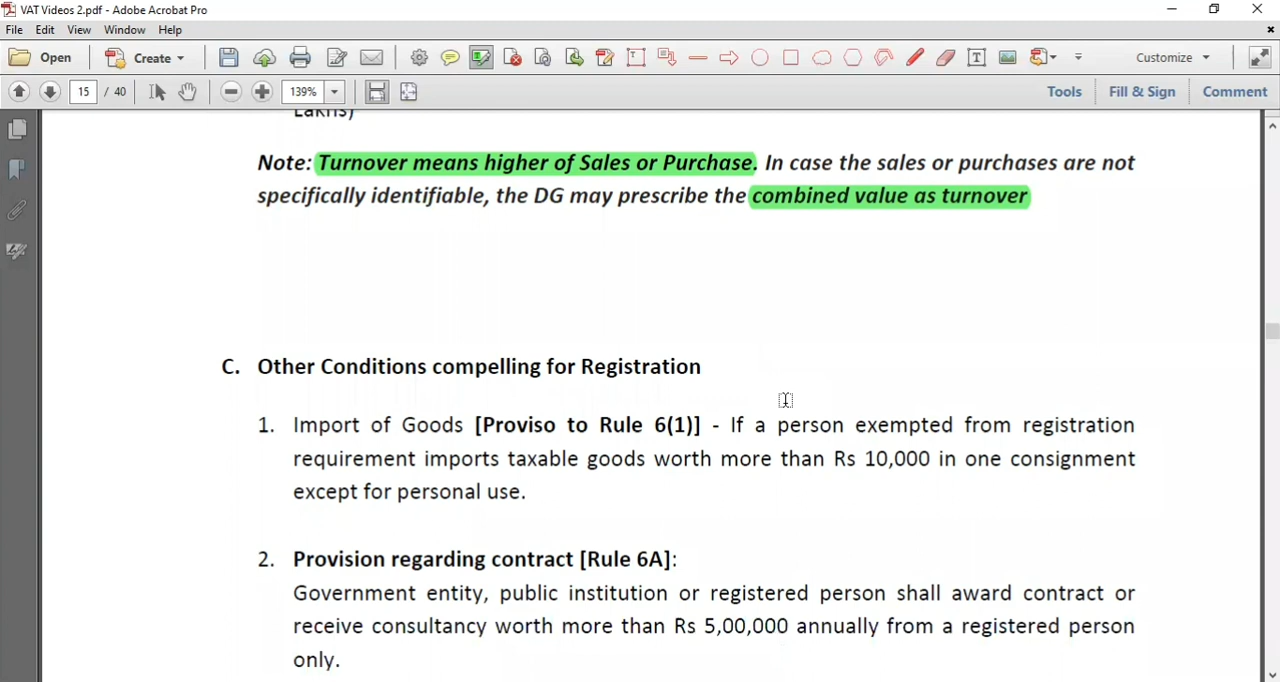 VAT Videos 2.pdf - Adobe Acrobat Pro
File Edit View Window Help
Open Create Customize
15 / 40 139% Tools Fill & Sign Comment
Lakhs)
Note: Turnover means higher of Sales or Purchase. In case the sales or purchases are not
specifically identifiable, the DG may prescribe the combined value as turnover
C. Other Conditions compelling for Registration
1. Import of Goods [Proviso to Rule 6(1)] - If a person exempted from registration
requirement imports taxable goods worth more than Rs 10,000 in one consignment
except for personal use.
2. Provision regarding contract [Rule 6A]:
Government entity, public institution or registered person shall award contract or
receive consultancy worth more than Rs 5,00,000 annually from a registered person
only.